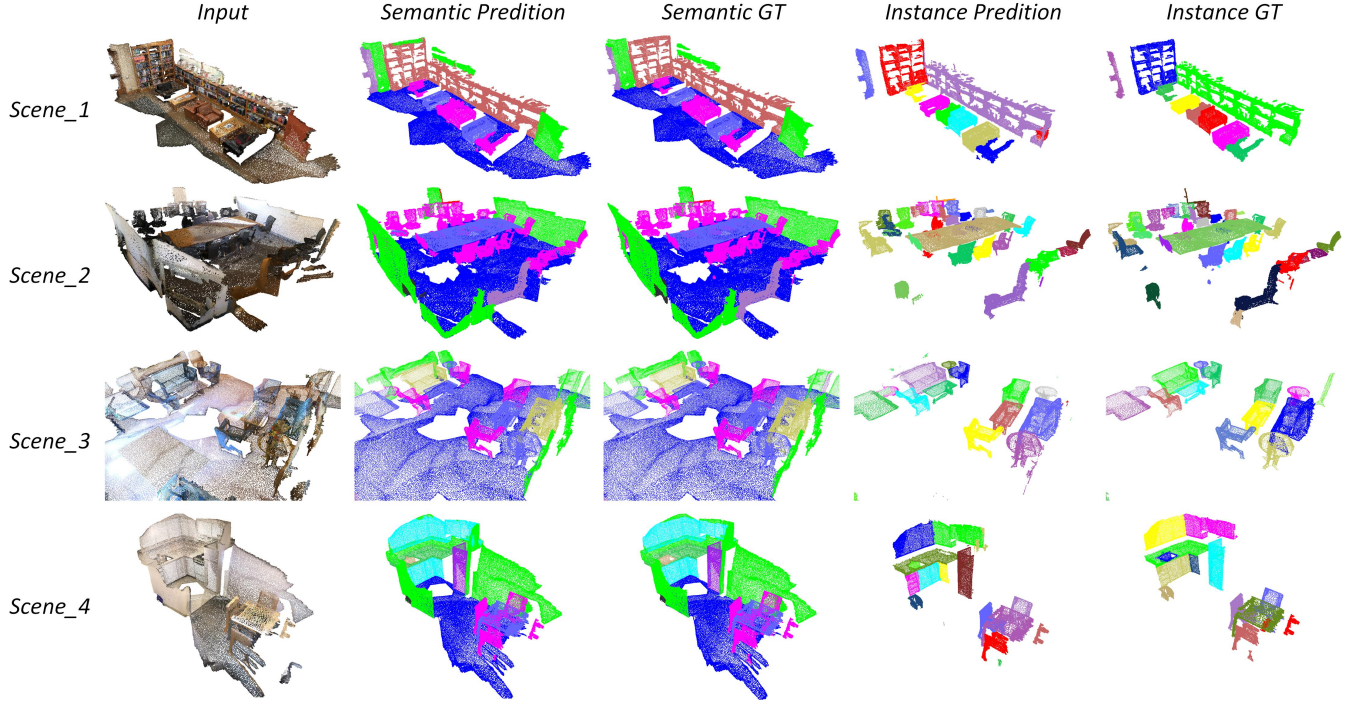 Input Semantic Predition Semantic GT Instance Predition Instance GT
Scene_1
Scene_2
Scene_3
Scene_4